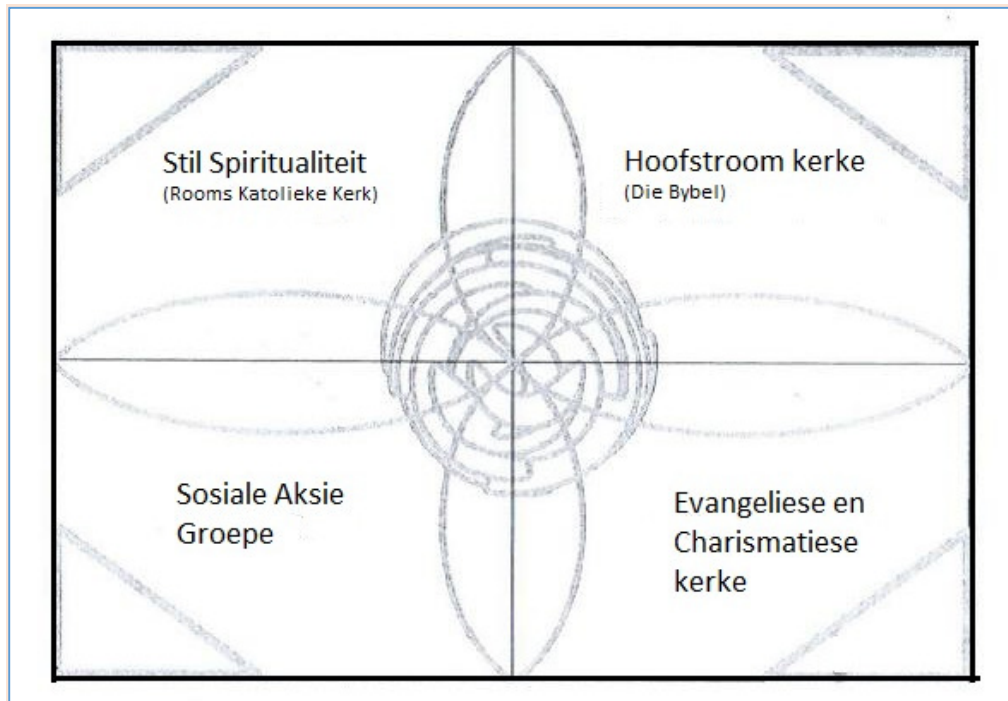 Stil Spiritualiteit
(Rooms Katolieke Kerk)
Hoofstroom kerke
(Die Bybel)
Sosiale Aksie
Groepe
Evangeliese en
Charismatiese
kerke